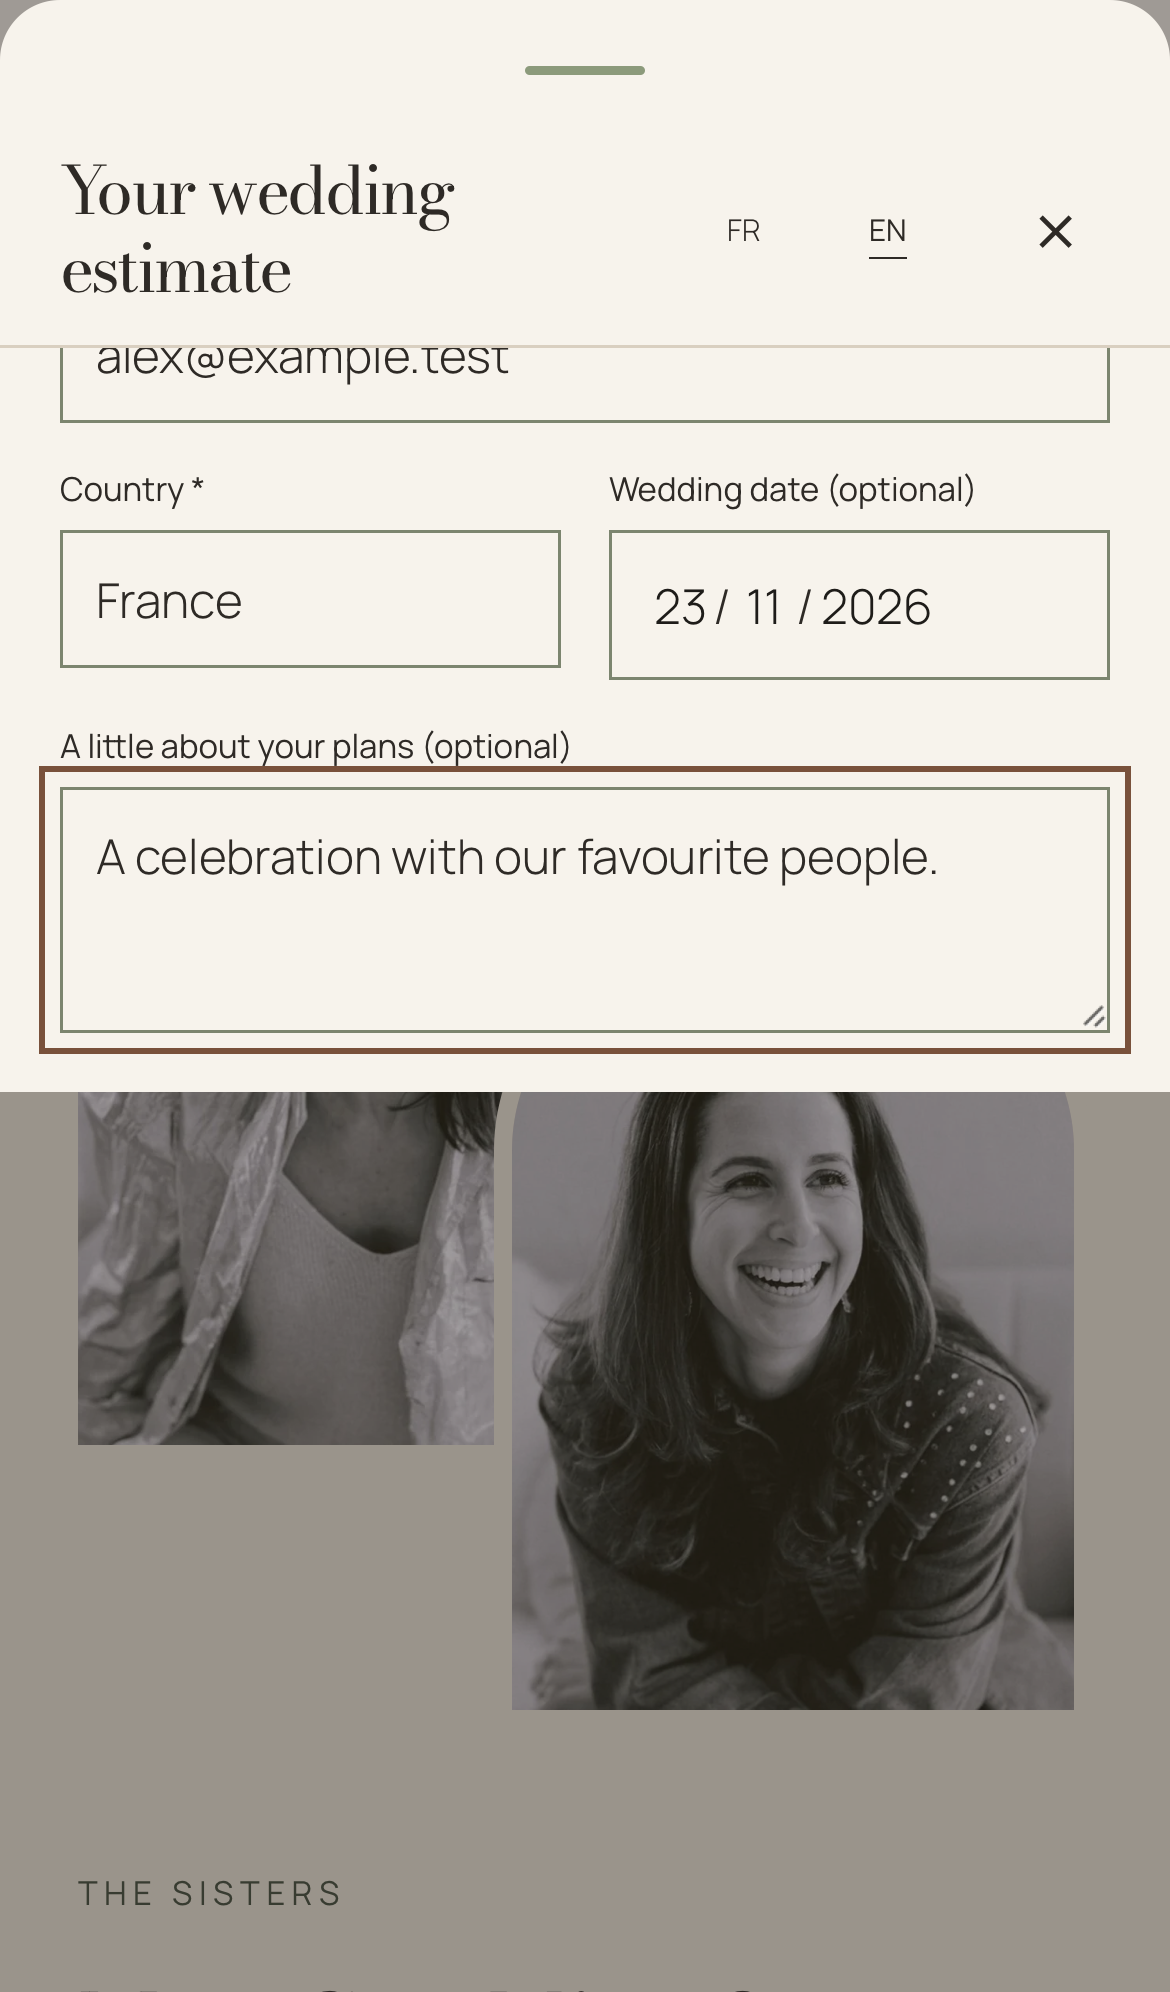 Your wedding
estimate
FR
EN
alex@example.test
Country *
Wedding date (optional)
France
23 / 11 / 2026
A little about your plans (optional)
A celebration with our favourite people.
THE SISTERS